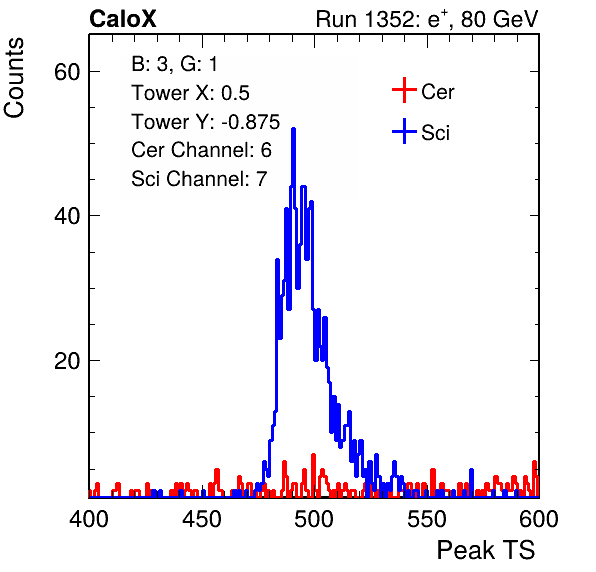 CaloX Run 1352: e⁺, 80 GeV
Counts
B: 3, G: 1
Tower X: 0.5
Tower Y: -0.875
Cer Channel: 6
Sci Channel: 7
Cer
Sci
60
40
20
400 450 500 550 600
Peak TS